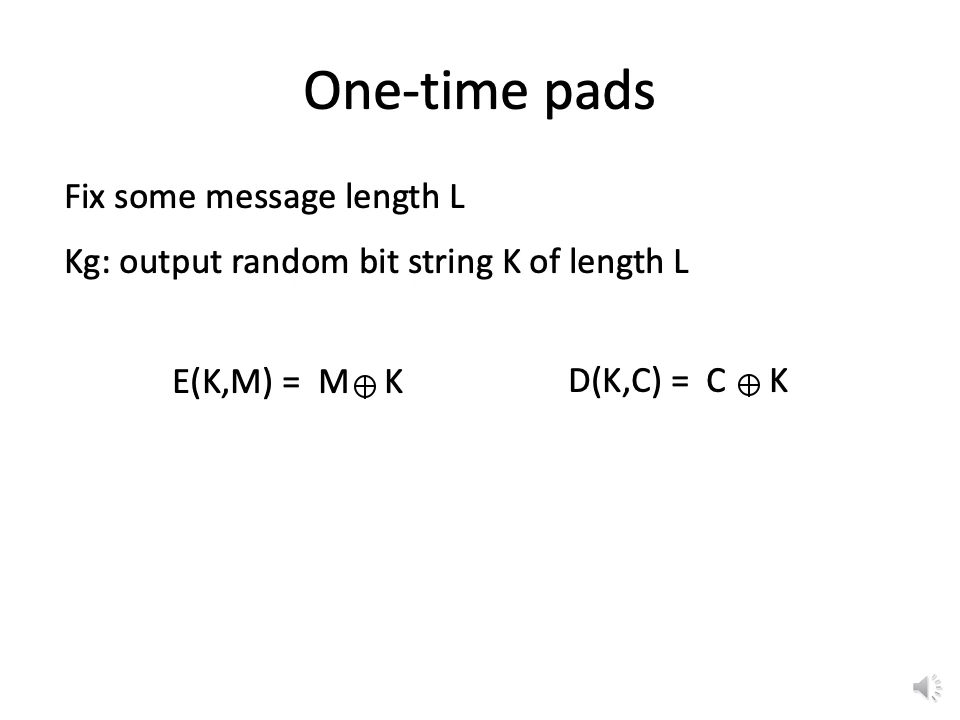 One-time pads
Fix some message length L
Kg: output random bit string K of length L
E(K,M) = M ⊕ K
D(K,C) = C ⊕ K